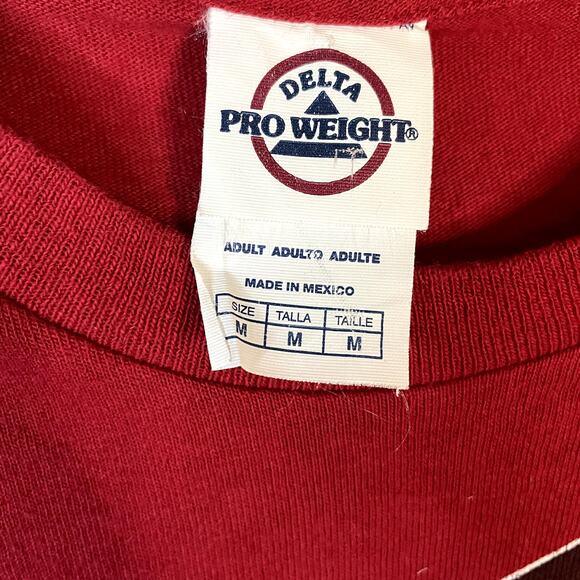 DELTA
PRO WEIGHT®
ADULT ADULTO ADULTE
MADE IN MEXICO
SIZE TALLA TAILLE
M M M